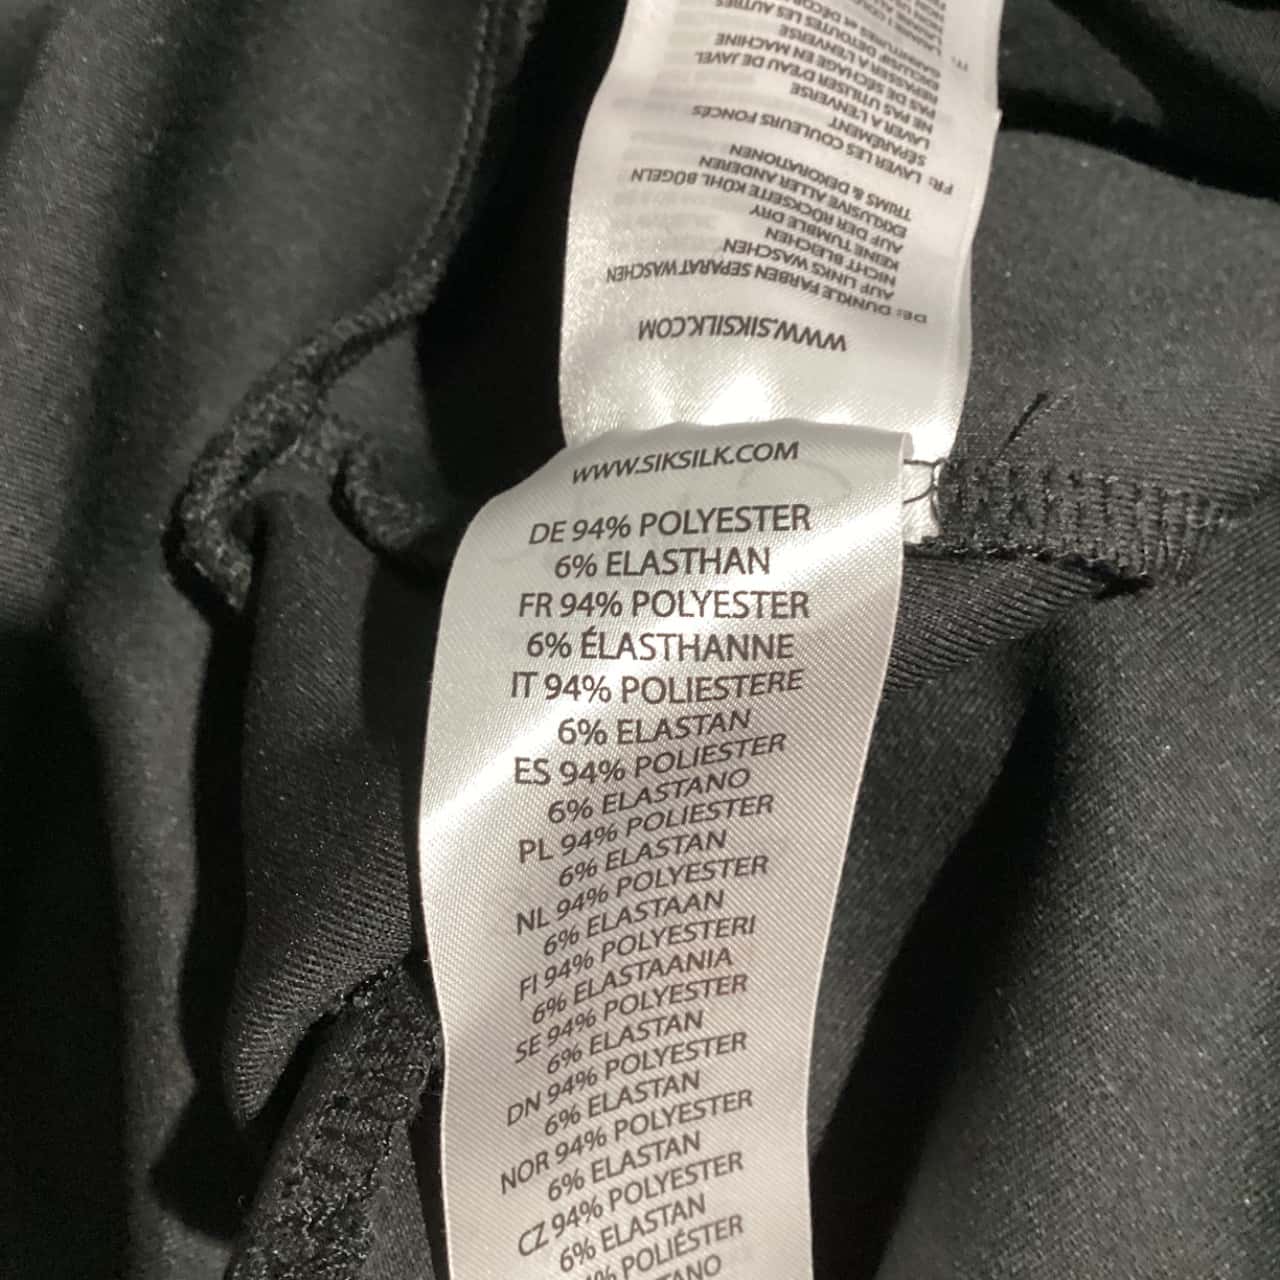 WWW.SIKSILK.COM
DE 94% POLYESTER
6% ELASTHAN
FR 94% POLYESTER
6% ÉLASTHANNE
IT 94% POLIESTERE
6% ELASTAN
ES 94% POLIESTER
6% ELASTANO
PL 94% POLIESTER
6% ELASTAN
NL 94% POLYESTER
6% ELASTAAN
FI 94% POLYESTERI
6% ELASTAANIA
SE 94% POLYESTER
6% ELASTAN
DN 94% POLYESTER
6% ELASTAN
NOR 94% POLYESTER
6% ELASTAN
CZ 94% POLYESTER
6% ELASTAN
POLIÉSTER
WWW.SIKSILK.COM
DE: DUNKLE FARBEN SEPARAT WASCHEN
AUF LINKS WASCHEN
NICHT BLEICHEN
KEINE TUMBLE DRY
AUF DER RÜCKSEITE KÜHL BÜGELN
EXKLUSIVE ALLER ANDEREN
TRIMS & DEKORATIONEN
FR: LAVER LES COULEURS FONCÉS
SÉPARÉMENT
LAVER A L'ENVERSE
NE PAS UTILISER D'EAU DE JAVEL
PAS DE SÉCHAGE EN MACHINE
REPASSER A L'ENVERSE